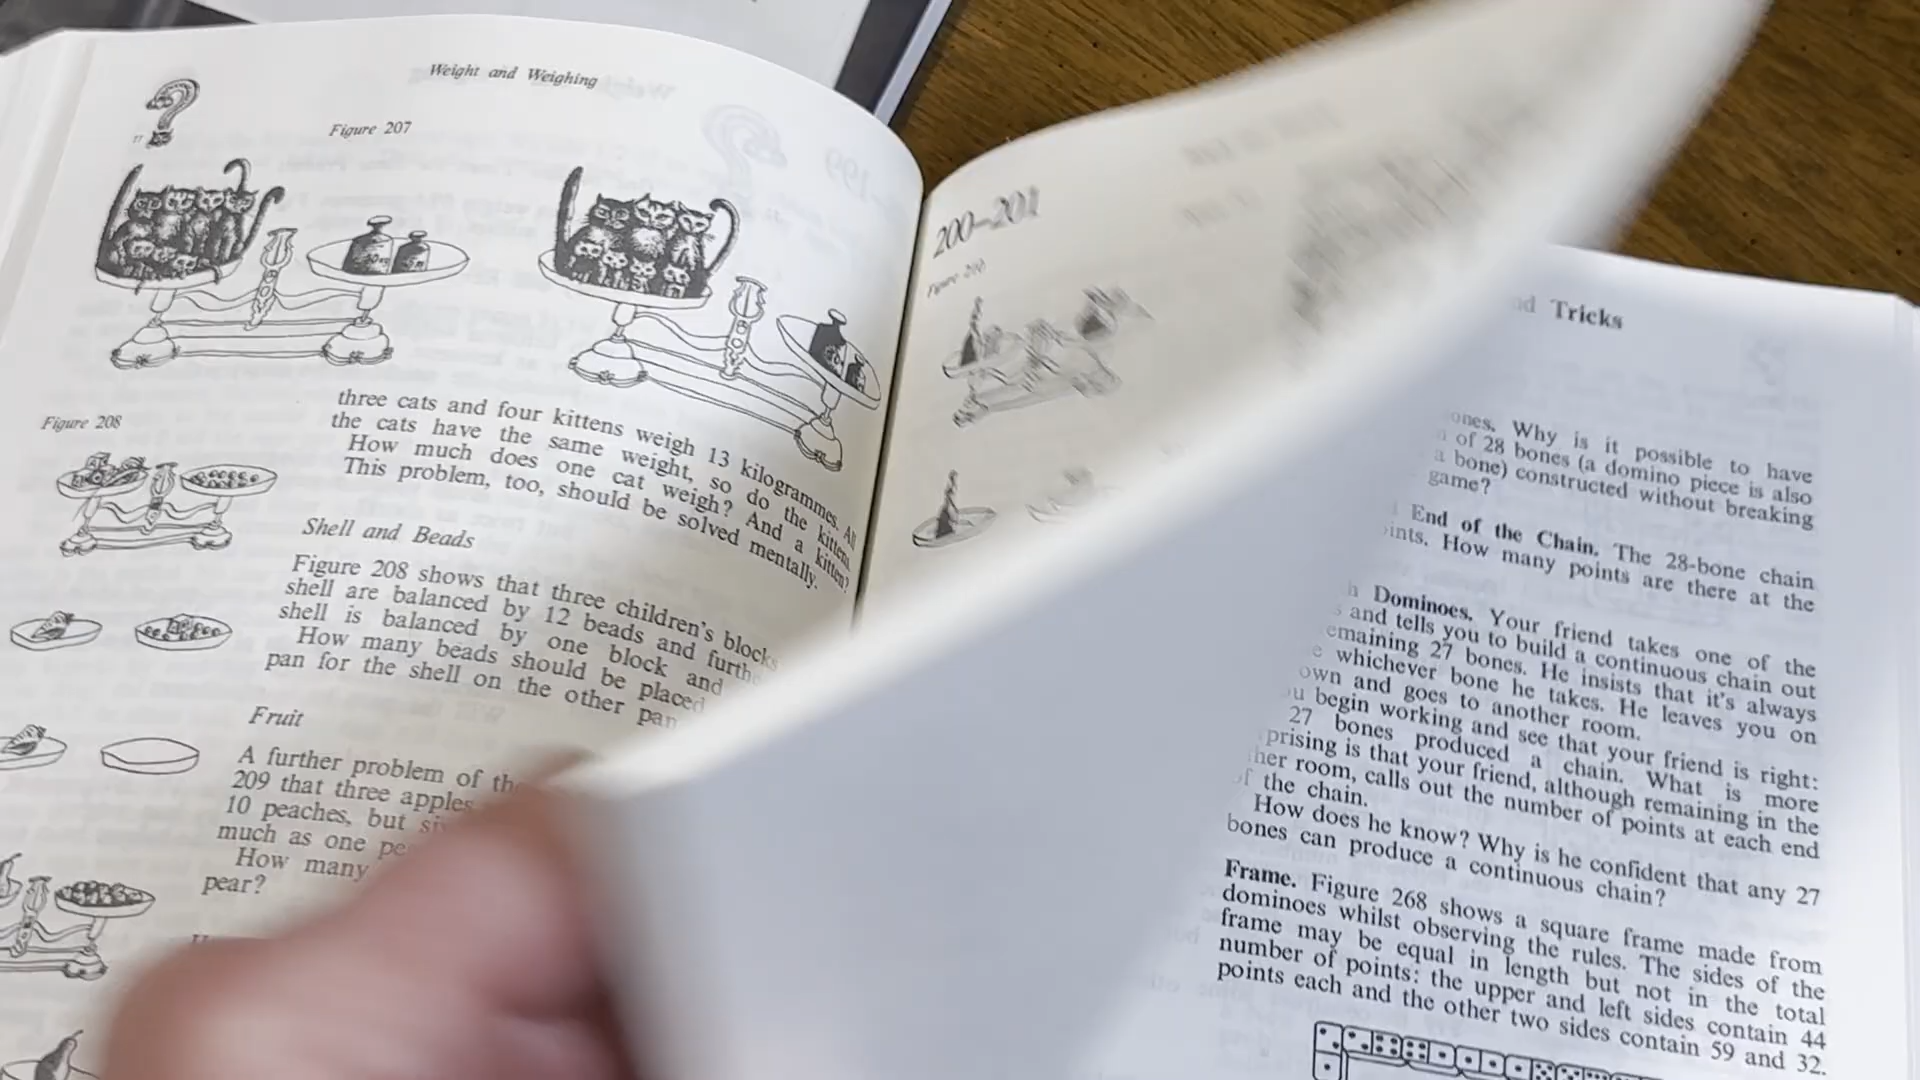 Weight and Weighing
Figure 207
three cats and four kittens weigh 13 kilogrammes. All
the cats have the same weight, so do the kittens.
How much does one cat weigh? And a kitten?
This problem, too, should be solved mentally.
Figure 208
Shell and Beads
Figure 208 shows that three children's blocks
shell are balanced by 12 beads and furthe
shell is balanced by one block and
How many beads should be placed
pan for the shell on the other pan
Fruit
A further problem of the
209 that three apples
10 peaches, but six
much as one pe
How many
pear?
200–201
Figure 210
nd Tricks
ones. Why is it possible to have
of 28 bones (a domino piece is also
a bone) constructed without breaking
game?
End of the Chain. The 28-bone chain
ints. How many points are there at the
Dominoes. Your friend takes one of the
s and tells you to build a continuous chain out
emaining 27 bones. He insists that it's always
e whichever bone he takes. He leaves you on
own and goes to another room.
u begin working and see that your friend is right:
27 bones produced a chain. What is more
prising is that your friend, although remaining in the
her room, calls out the number of points at each end
of the chain.
How does he know? Why is he confident that any 27
bones can produce a continuous chain?
Frame. Figure 268 shows a square frame made from
dominoes whilst observing the rules. The sides of the
frame may be equal in length but not in the total
number of points: the upper and left sides contain 44
points each and the other two sides contain 59 and 32.